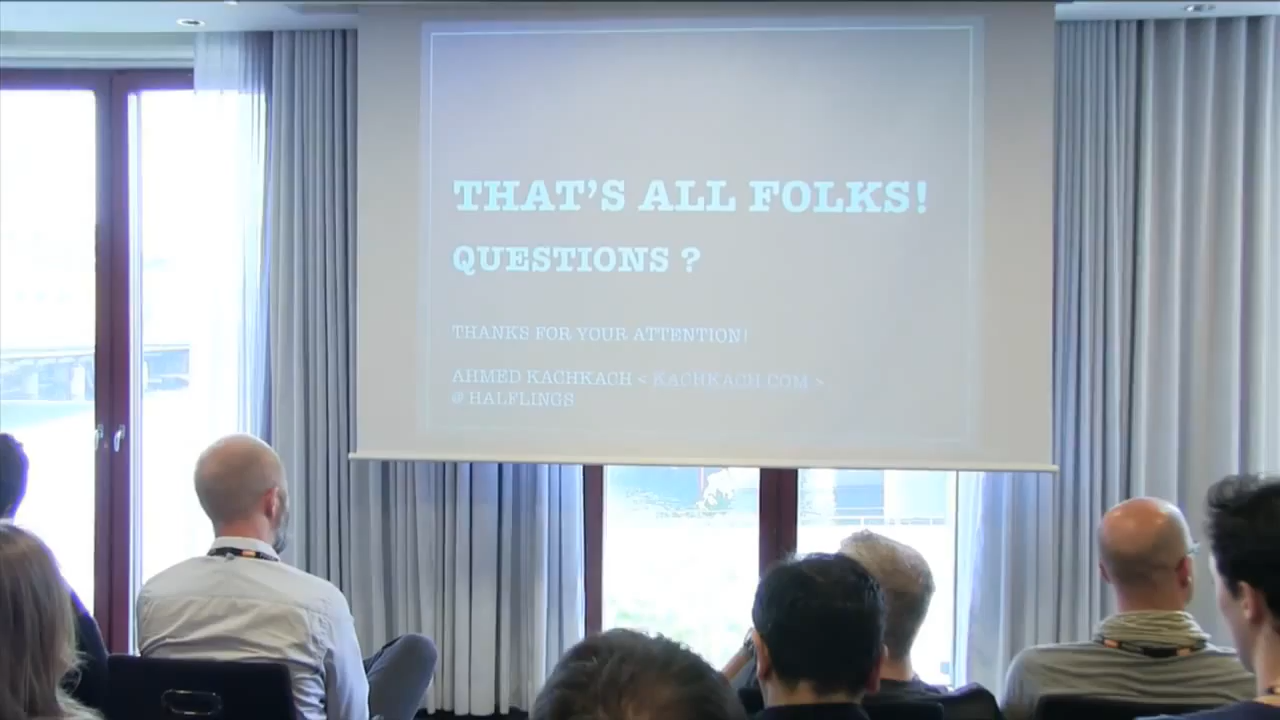 THAT'S ALL FOLKS!
QUESTIONS ?
THANKS FOR YOUR ATTENTION!
AHMED KACHKACH < KACHKACH.COM >
@ HALFLINGS